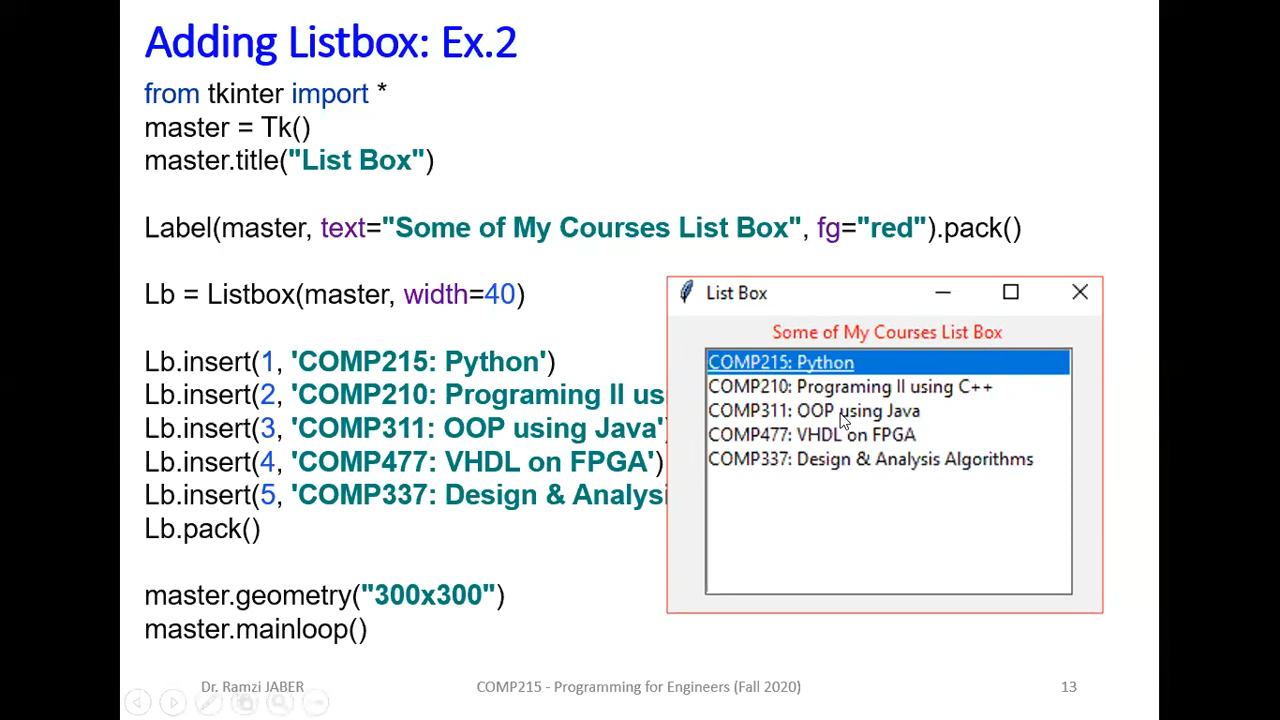 Adding Listbox: Ex.2
from tkinter import *
master = Tk()
master.title("List Box")
Label(master, text="Some of My Courses List Box", fg="red").pack()
Lb = Listbox(master, width=40)
Lb.insert(1, 'COMP215: Python')
Lb.insert(2, 'COMP210: Programing II us
Lb.insert(3, 'COMP311: OOP using Java')
Lb.insert(4, 'COMP477: VHDL on FPGA')
Lb.insert(5, 'COMP337: Design & Analysi
Lb.pack()
master.geometry("300x300")
master.mainloop()
List Box
Some of My Courses List Box
COMP215: Python
COMP210: Programing II using C++
COMP311: OOP using Java
COMP477: VHDL on FPGA
COMP337: Design & Analysis Algorithms
Dr. Ramzi JABER
COMP215 - Programming for Engineers (Fall 2020)
13